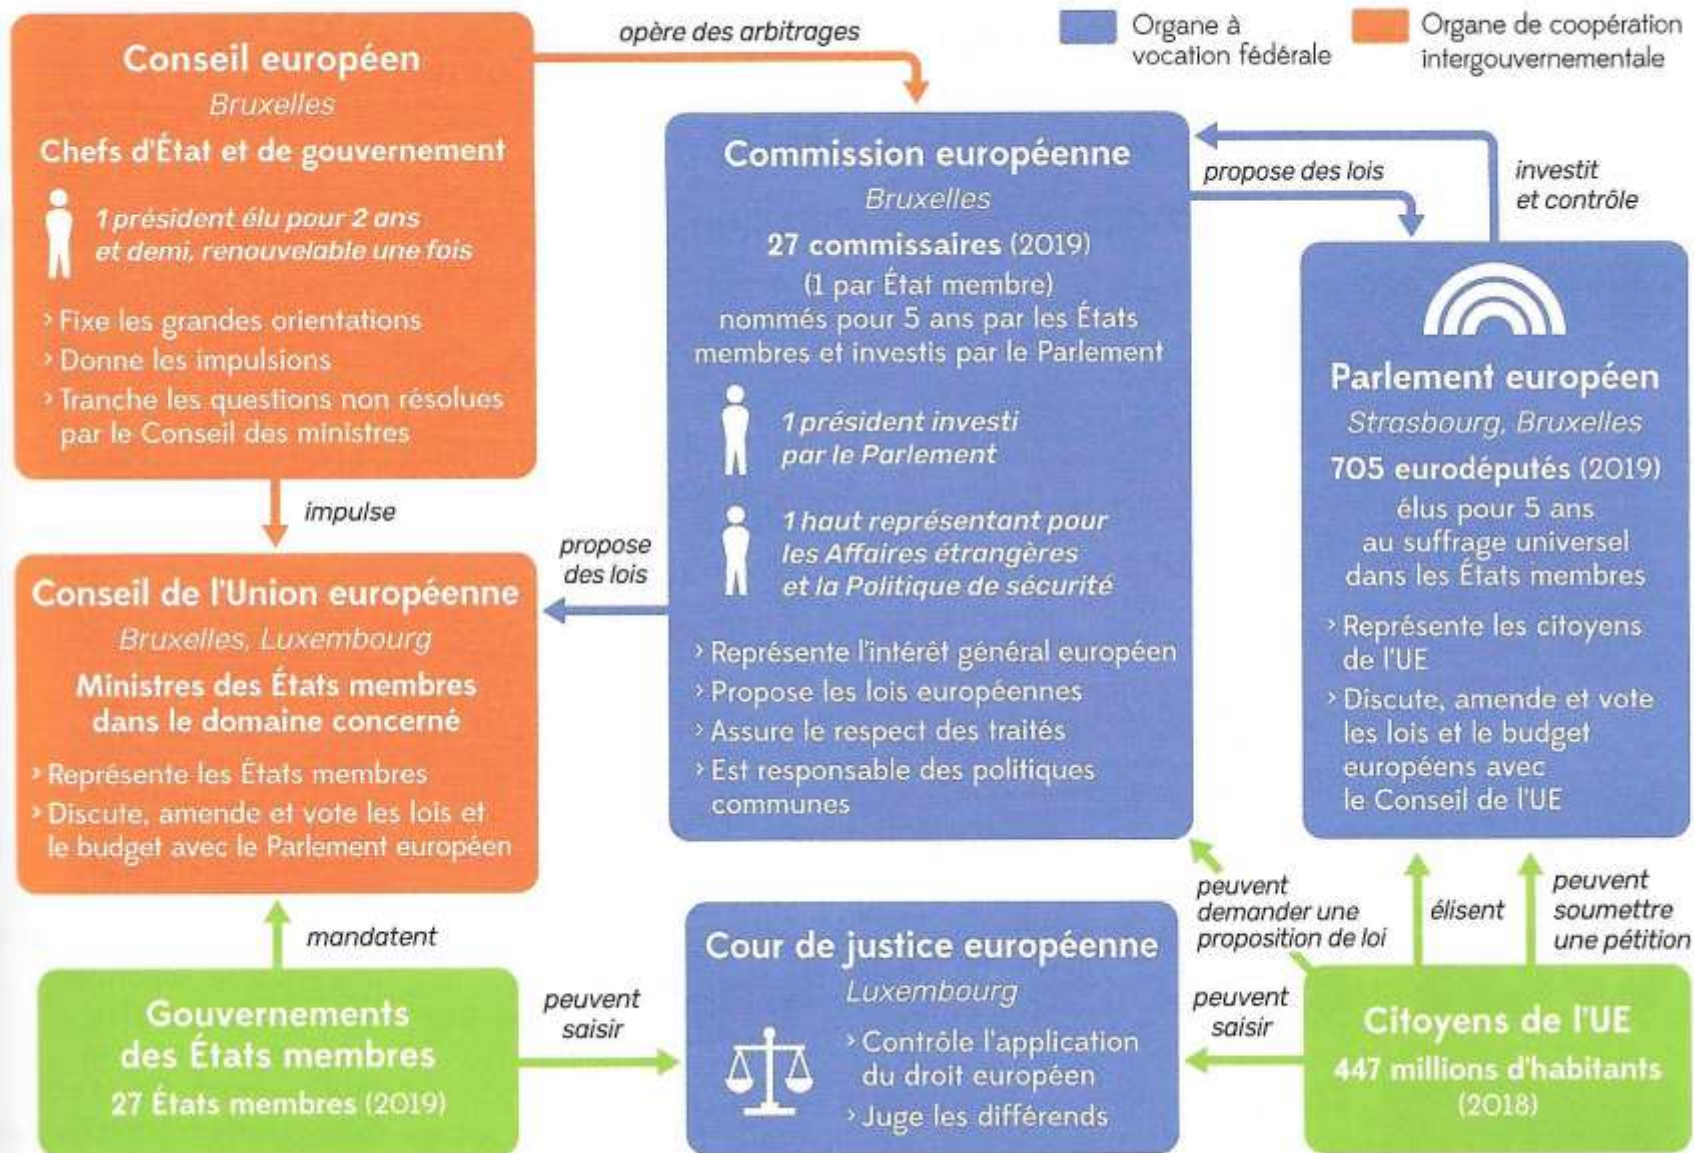 opère des arbitrages
Organe à
vocation fédérale
Organe de coopération
intergouvernementale
Conseil européen
Bruxelles
Chefs d'État et de gouvernement
1 président élu pour 2 ans
et demi, renouvelable une fois
> Fixe les grandes orientations
> Donne les impulsions
> Tranche les questions non résolues
par le Conseil des ministres
impulse
Commission européenne
Bruxelles
27 commissaires (2019)
(1 par État membre)
nommés pour 5 ans par les États
membres et investis par le Parlement
1 président investi
par le Parlement
1 haut représentant pour
les Affaires étrangères
et la Politique de sécurité
> Représente l'intérêt général européen
> Propose les lois européennes
> Assure le respect des traités
> Est responsable des politiques
communes
propose des lois
investit
et contrôle
Parlement européen
Strasbourg, Bruxelles
705 eurodéputés (2019)
élus pour 5 ans
au suffrage universel
dans les États membres
> Représente les citoyens
de l'UE
> Discute, amende et vote
les lois et le budget
européens avec
le Conseil de l'UE
propose
des lois
Conseil de l'Union européenne
Bruxelles, Luxembourg
Ministres des États membres
dans le domaine concerné
> Représente les États membres
> Discute, amende et vote les lois et
le budget avec le Parlement européen
mandatent
Gouvernements
des États membres
27 États membres (2019)
peuvent
saisir
Cour de justice européenne
Luxembourg
> Contrôle l'application
du droit européen
> Juge les différends
peuvent
demander une
proposition de loi
élisent
peuvent
soumettre
une pétition
peuvent
saisir
Citoyens de l'UE
447 millions d'habitants
(2018)